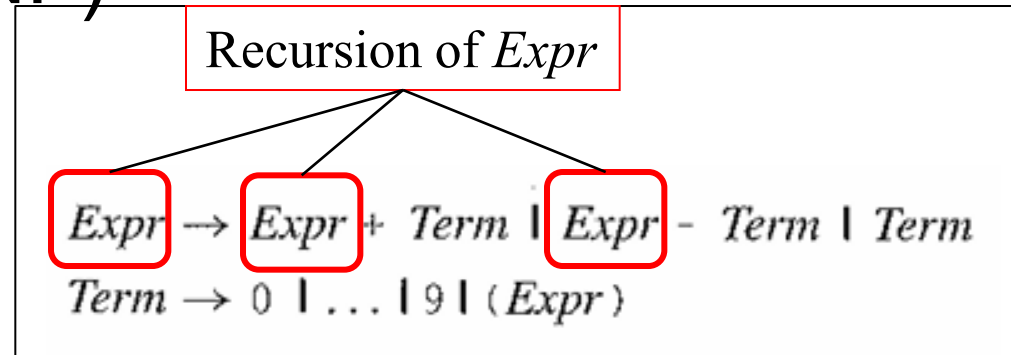 Recursion of Expr
Expr → Expr + Term | Expr - Term | Term
Term → 0 | ... | 9 | (Expr)